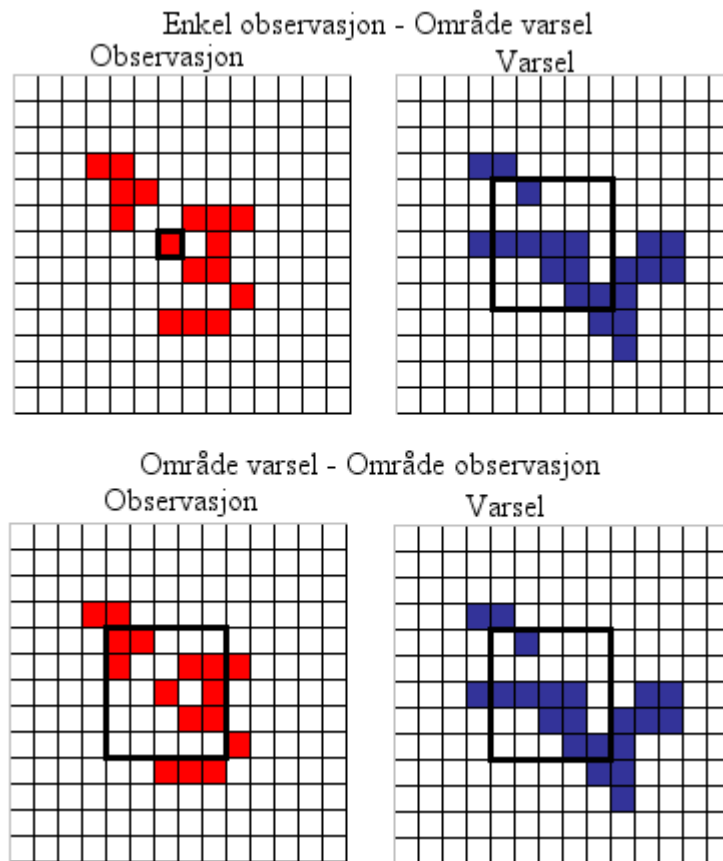 Enkel observasjon - Område varsel
Observasjon
Varsel
Område varsel - Område observasjon
Observasjon
Varsel